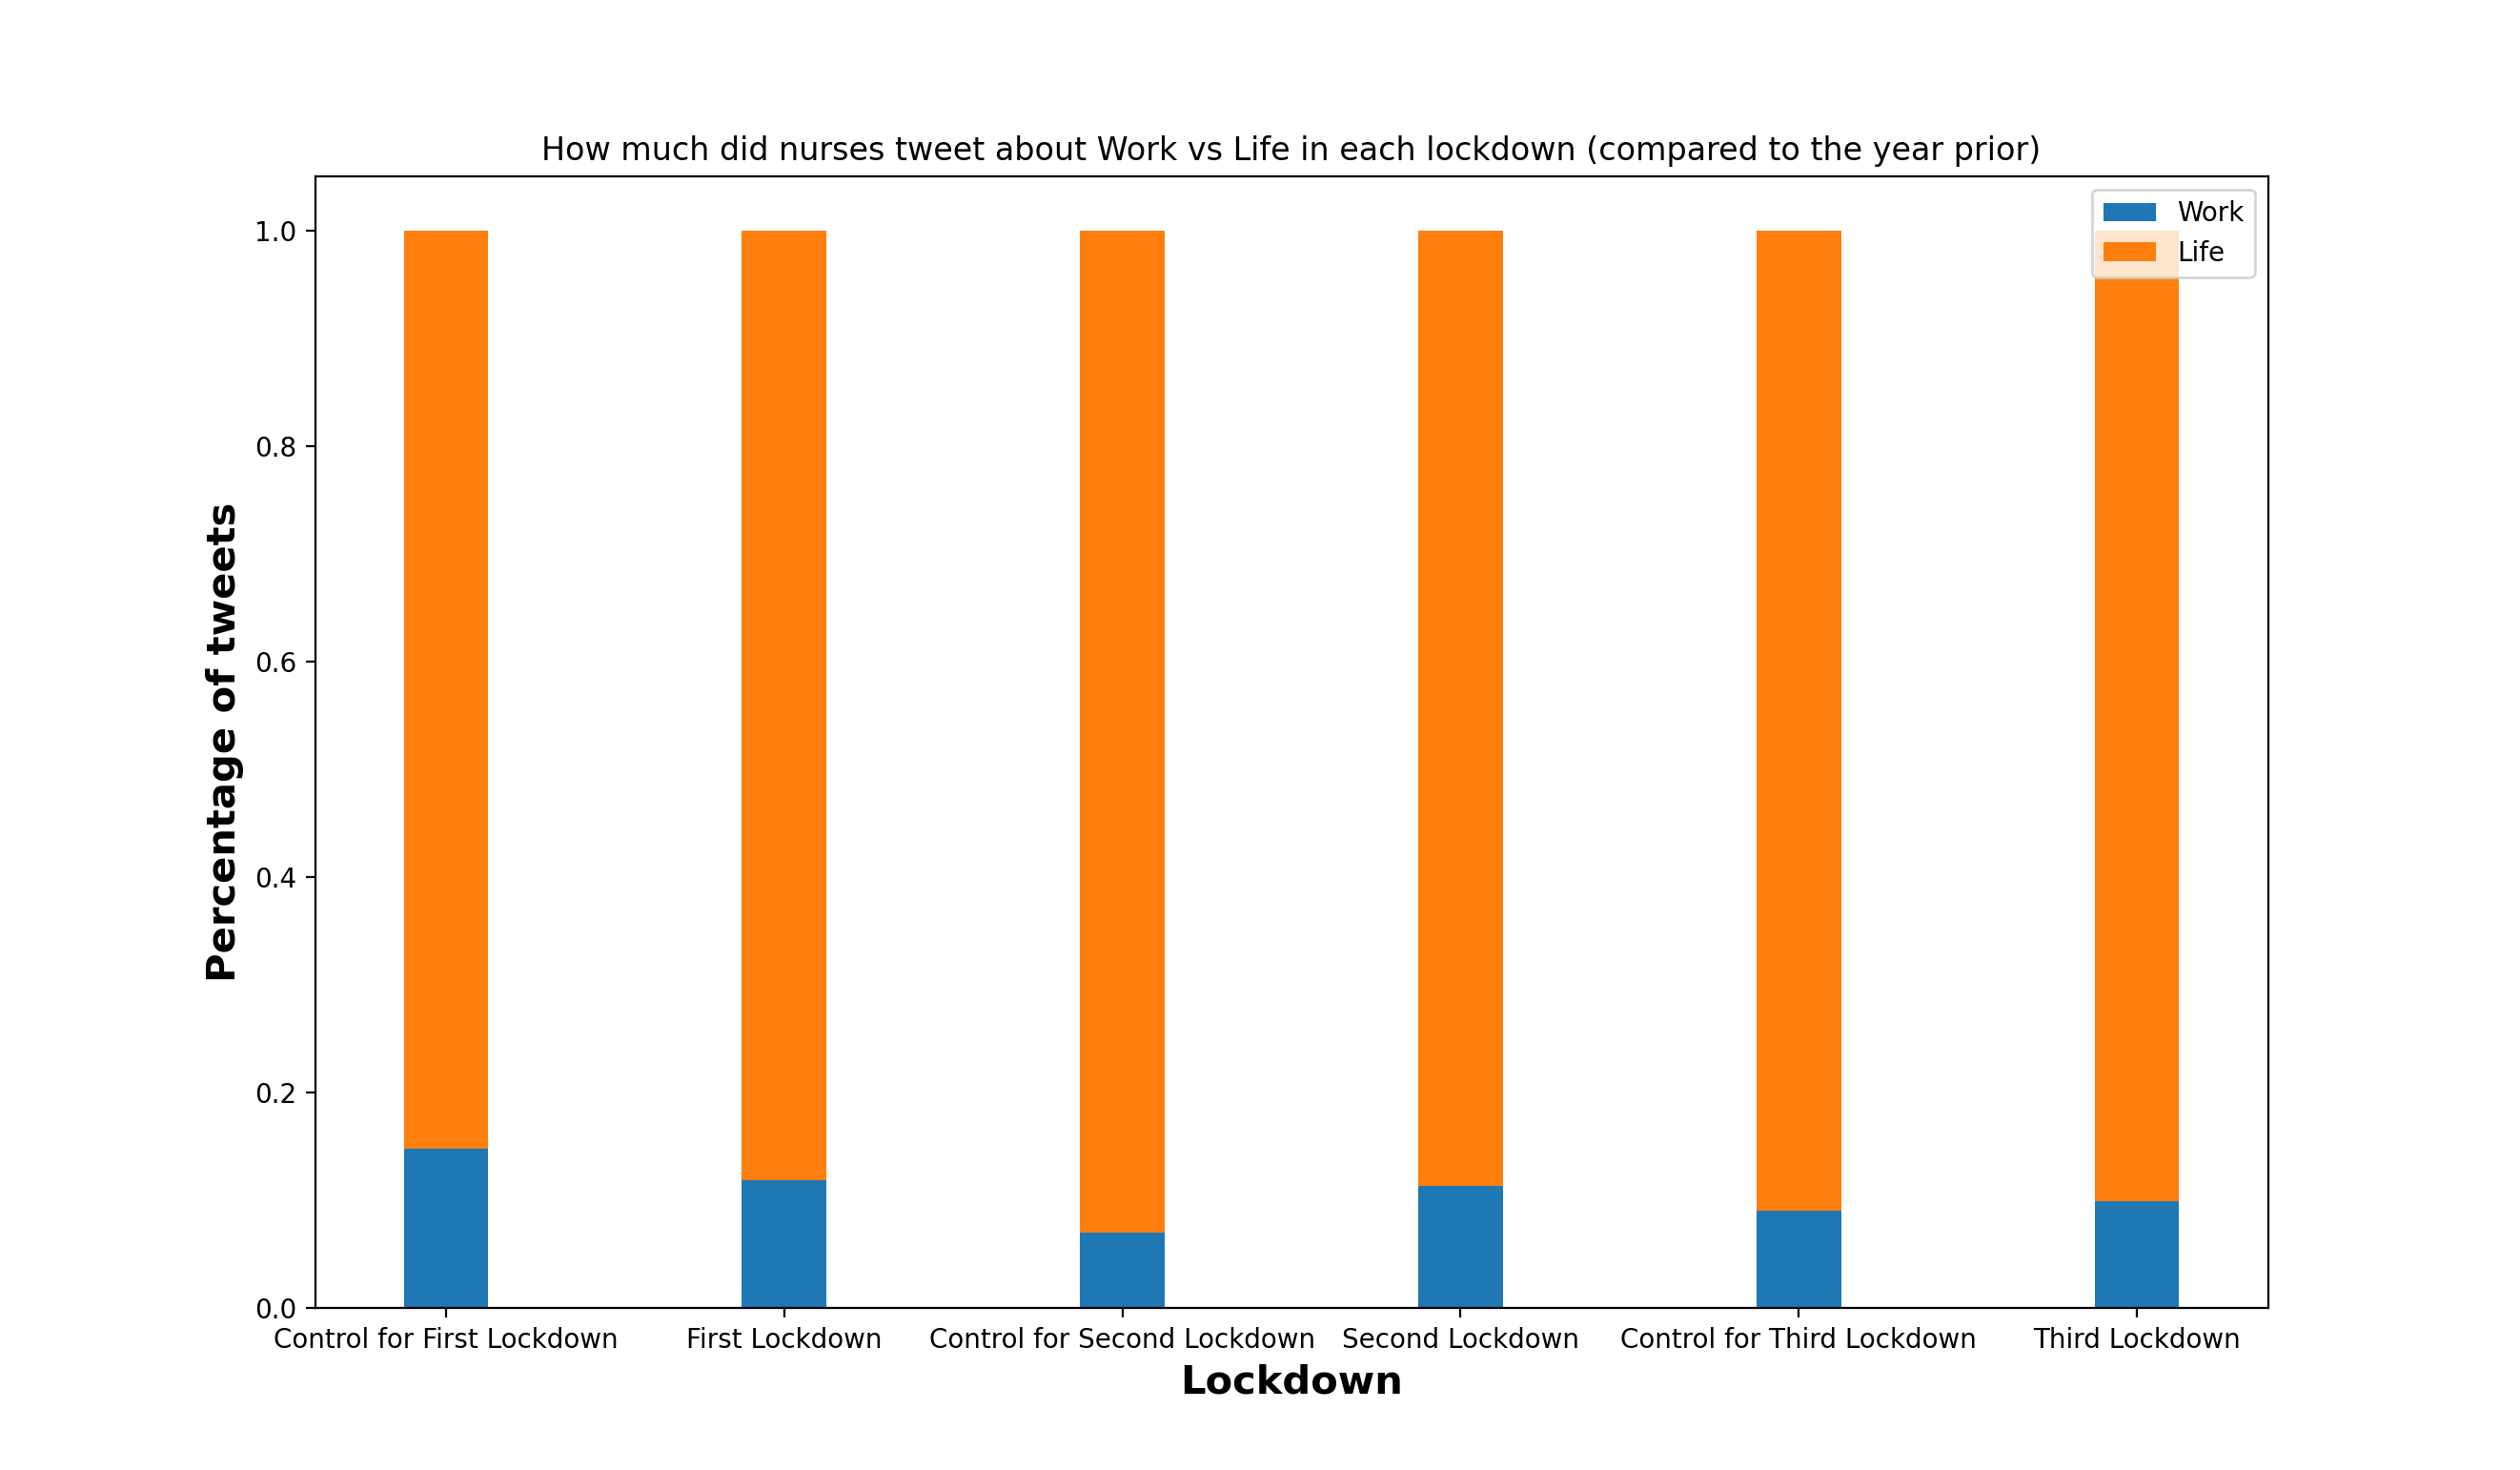 How much did nurses tweet about Work vs Life in each lockdown (compared to the year prior)
Work
Life
1.0
0.8
0.6
0.4
0.2
0.0
Percentage of tweets
Control for First Lockdown
First Lockdown
Control for Second Lockdown
Second Lockdown
Control for Third Lockdown
Third Lockdown
Lockdown